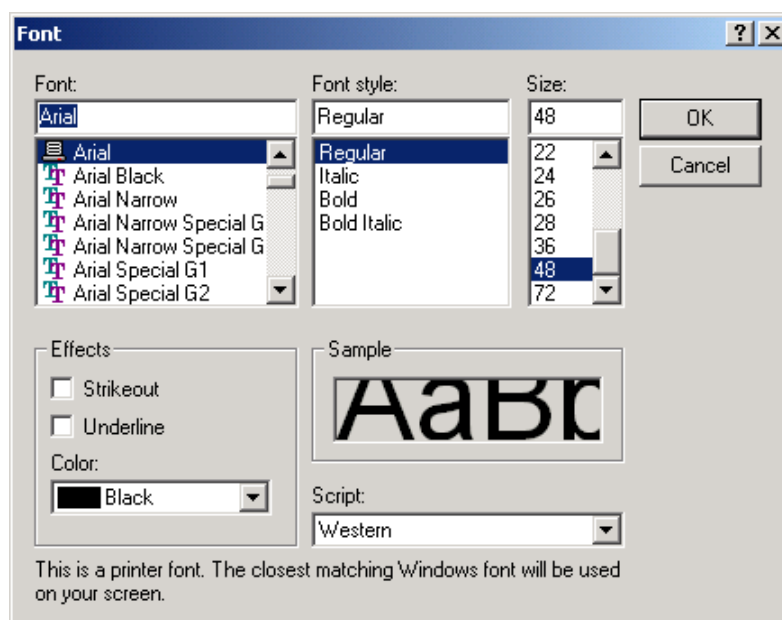 Font
Font:
Font style:
Size:
Arial
Regular
48
OK
Cancel
Arial
Arial Black
Arial Narrow
Arial Narrow Special G
Arial Narrow Special G
Arial Special G1
Arial Special G2
Regular
Italic
Bold
Bold Italic
22
24
26
28
36
48
72
Effects
Strikeout
Underline
Color:
Black
Sample
AaBb
Script:
Western
This is a printer font. The closest matching Windows font will be used
on your screen.